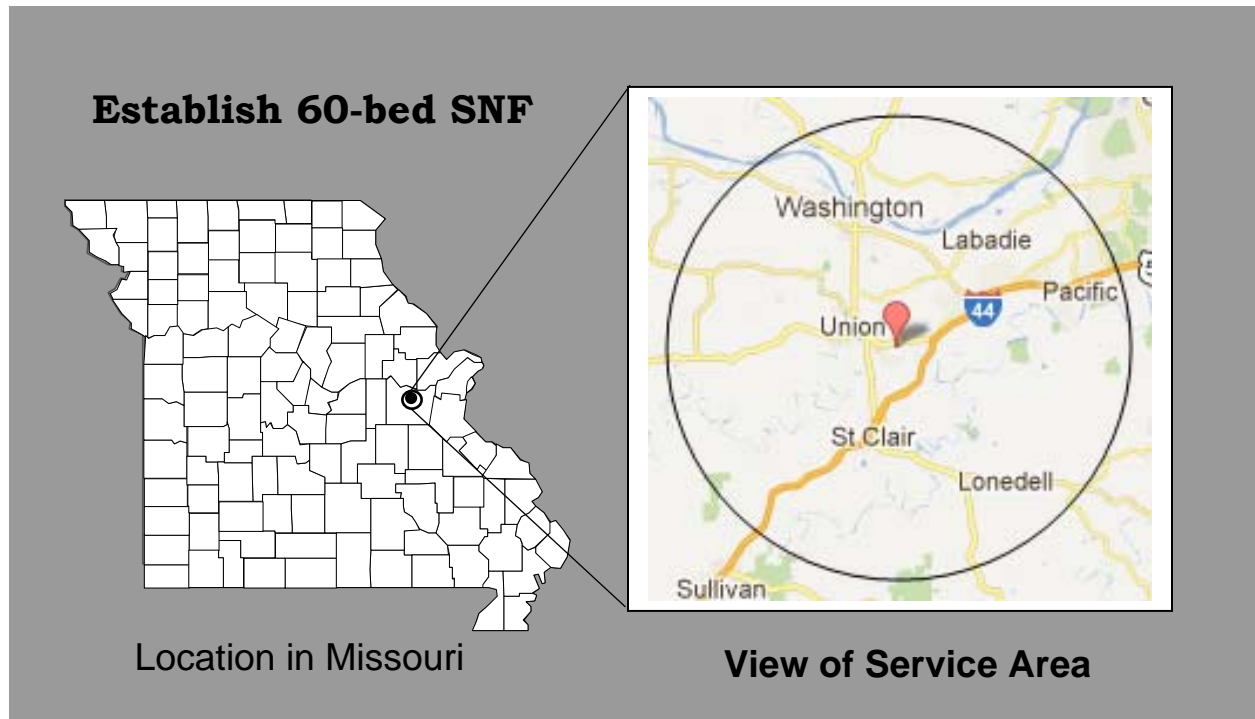 Establish 60-bed SNF
Washington
Labadie
Pacific
5
44
Union
St Clair
Lonedell
Sullivan
Location in Missouri
View of Service Area